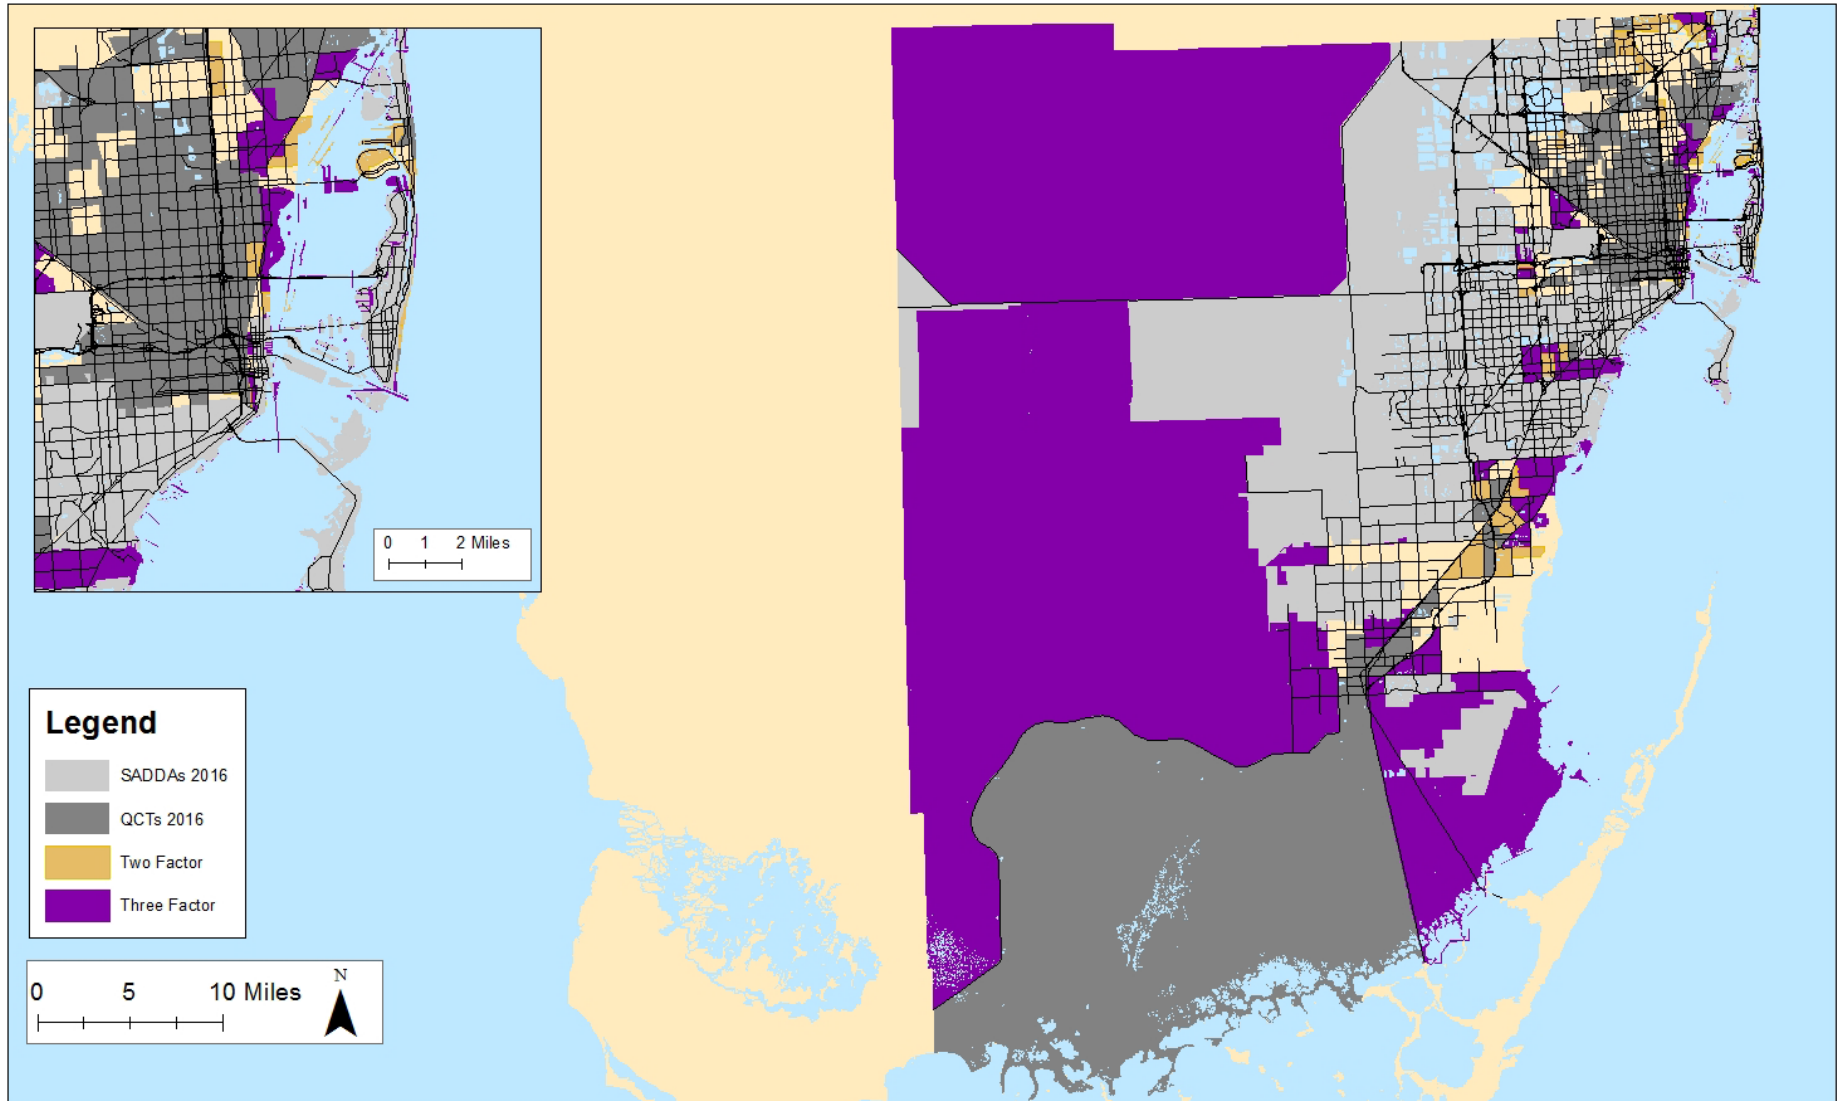 0 1 2 Miles
Legend
SADDAs 2016
QCTs 2016
Two Factor
Three Factor
0 5 10 Miles
N